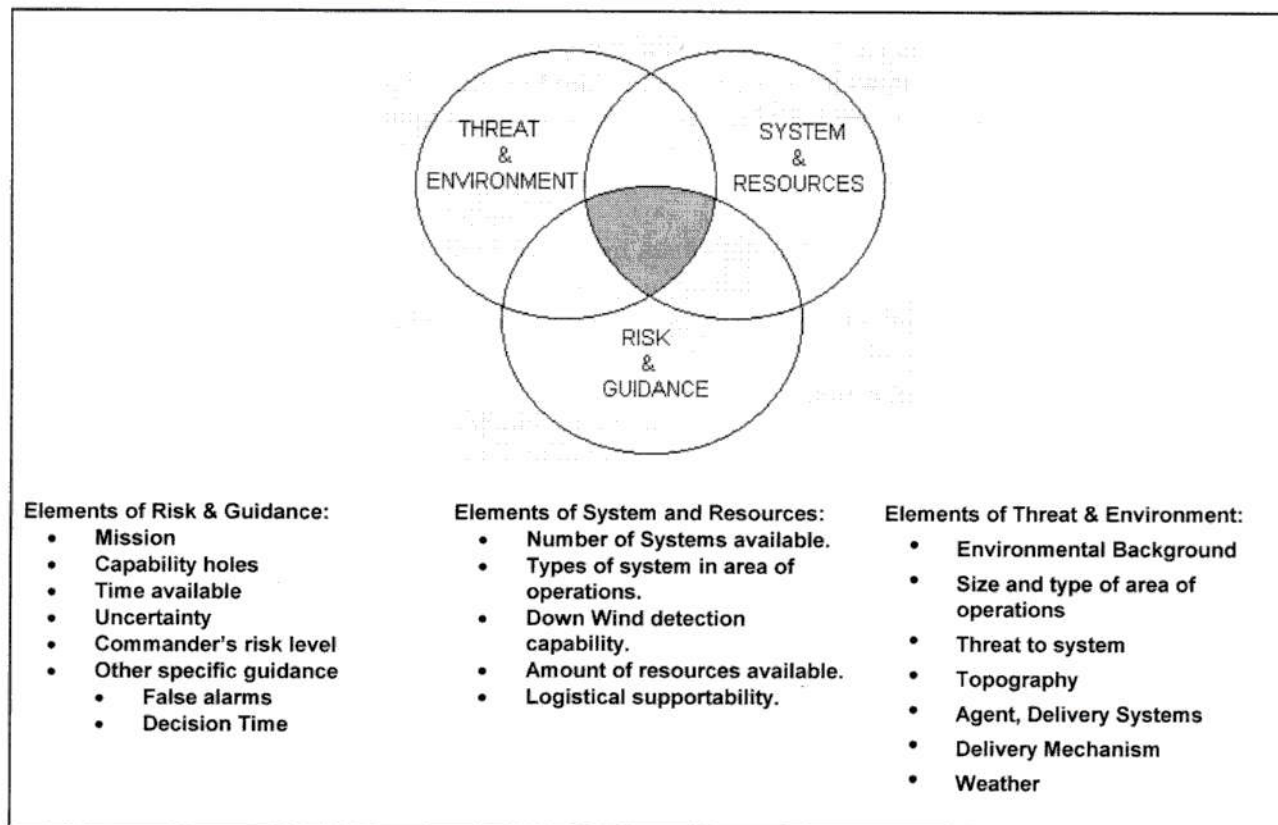 THREAT
&
ENVIRONMENT
SYSTEM
&
RESOURCES
RISK
&
GUIDANCE
Elements of Risk & Guidance:
• Mission
• Capability holes
• Time available
• Uncertainty
• Commander's risk level
• Other specific guidance
• False alarms
• Decision Time
Elements of System and Resources:
• Number of Systems available.
• Types of system in area of
operations.
• Down Wind detection
capability.
• Amount of resources available.
• Logistical supportability.
Elements of Threat & Environment:
• Environmental Background
• Size and type of area of
operations
• Threat to system
• Topography
• Agent, Delivery Systems
• Delivery Mechanism
• Weather